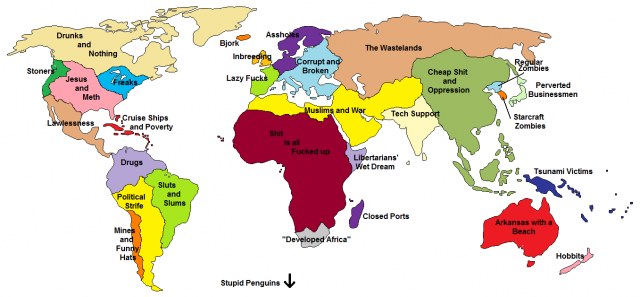 Drunks
and
Nothing
Stoners
Jesus
and
Meth
Freaks
Lawlessness
Cruise Ships
and Poverty
Drugs
Sluts
and
Slums
Political
Strife
Mines
and
Funny
Hats
Bjork
Assholes
Inbreeding
Corrupt and
Broken
Lazy Fucks
The Wastelands
Muslims and War
Tech Support
Cheap Shit
and
Oppression
Regular
Zombies
Perverted
Businesmen
Starcraft
Zombies
Shit
is all
Fucked up
Libertarians'
Wet Dream
Closed Ports
"Developed Africa"
Tsunami Victims
Arkansas with a
Beach
Hobbits
Stupid Penguins